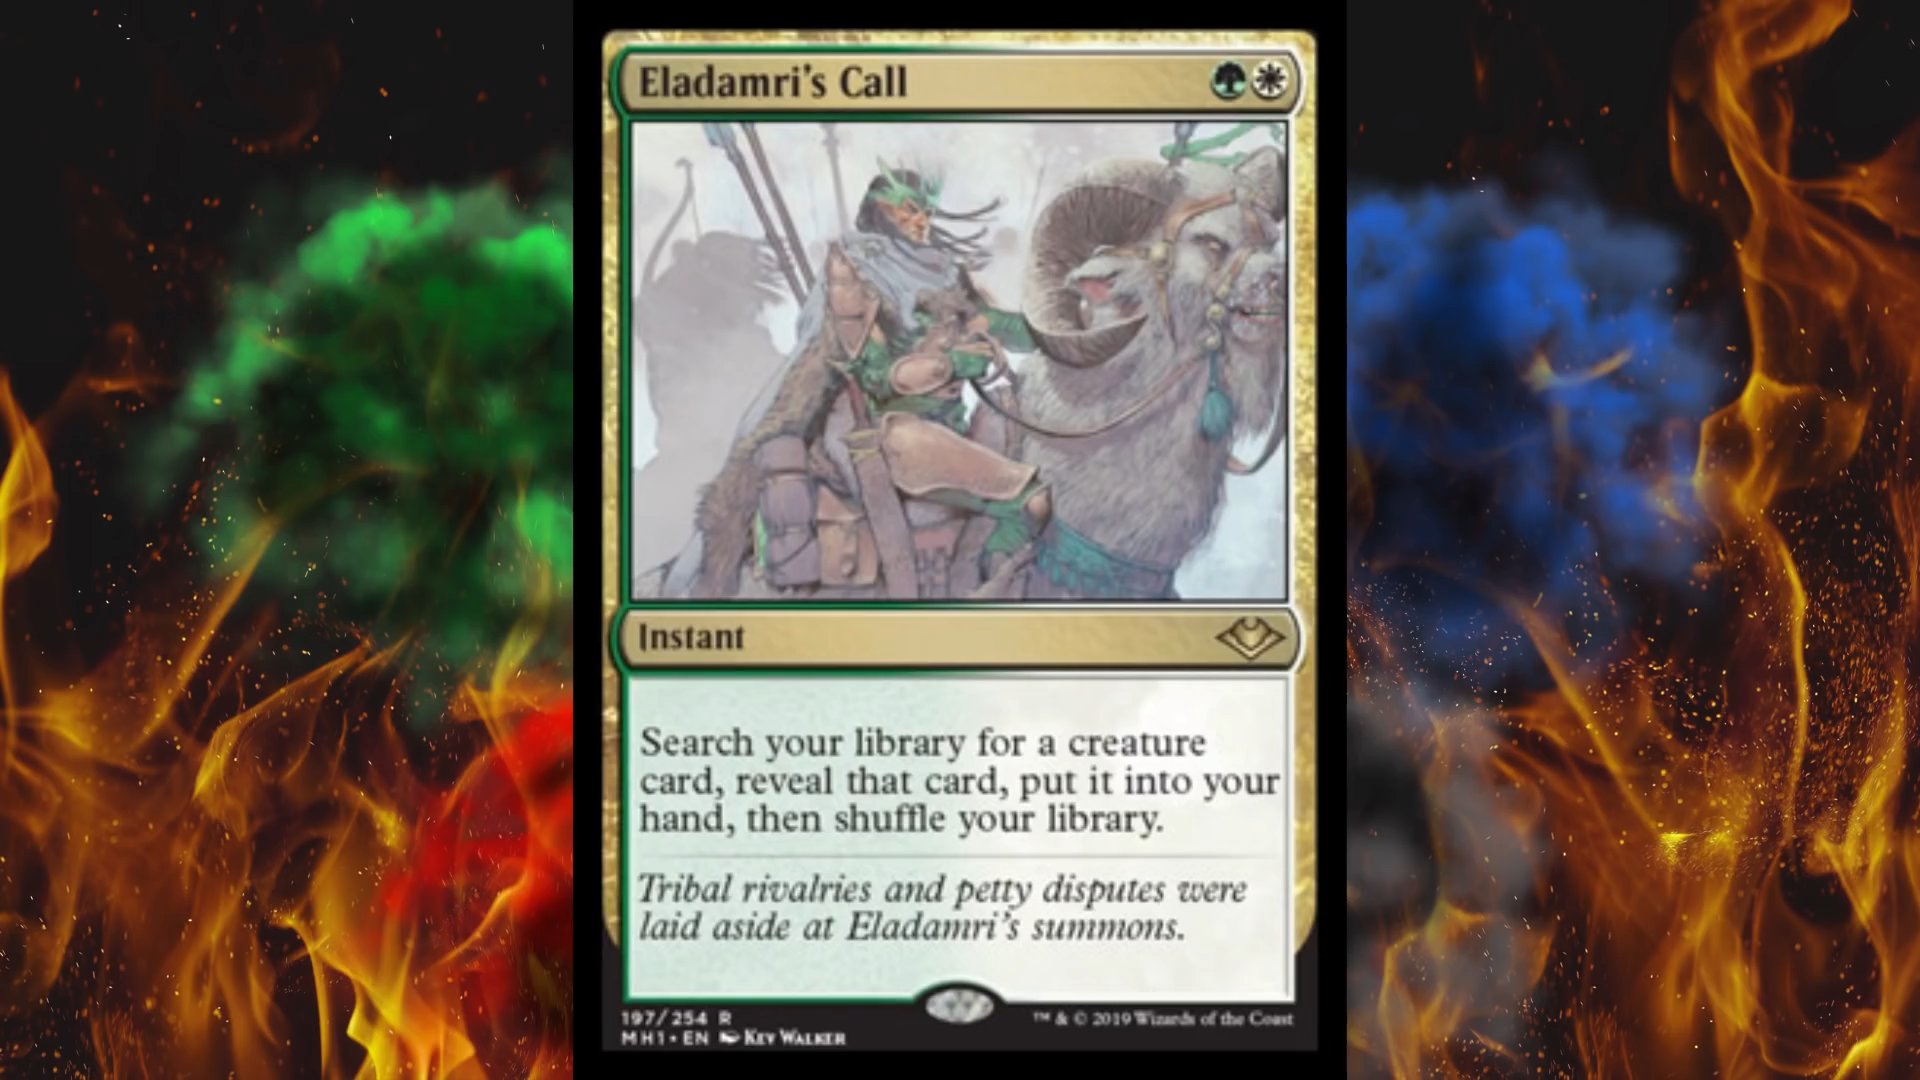 Eladamri's Call
Instant
Search your library for a creature
card, reveal that card, put it into your
hand, then shuffle your library.
Tribal rivalries and petty disputes were
laid aside at Eladamri's summons.
197/254 R
MH1 • EN Kev Walker
™ & © 2019 Wizards of the Coast